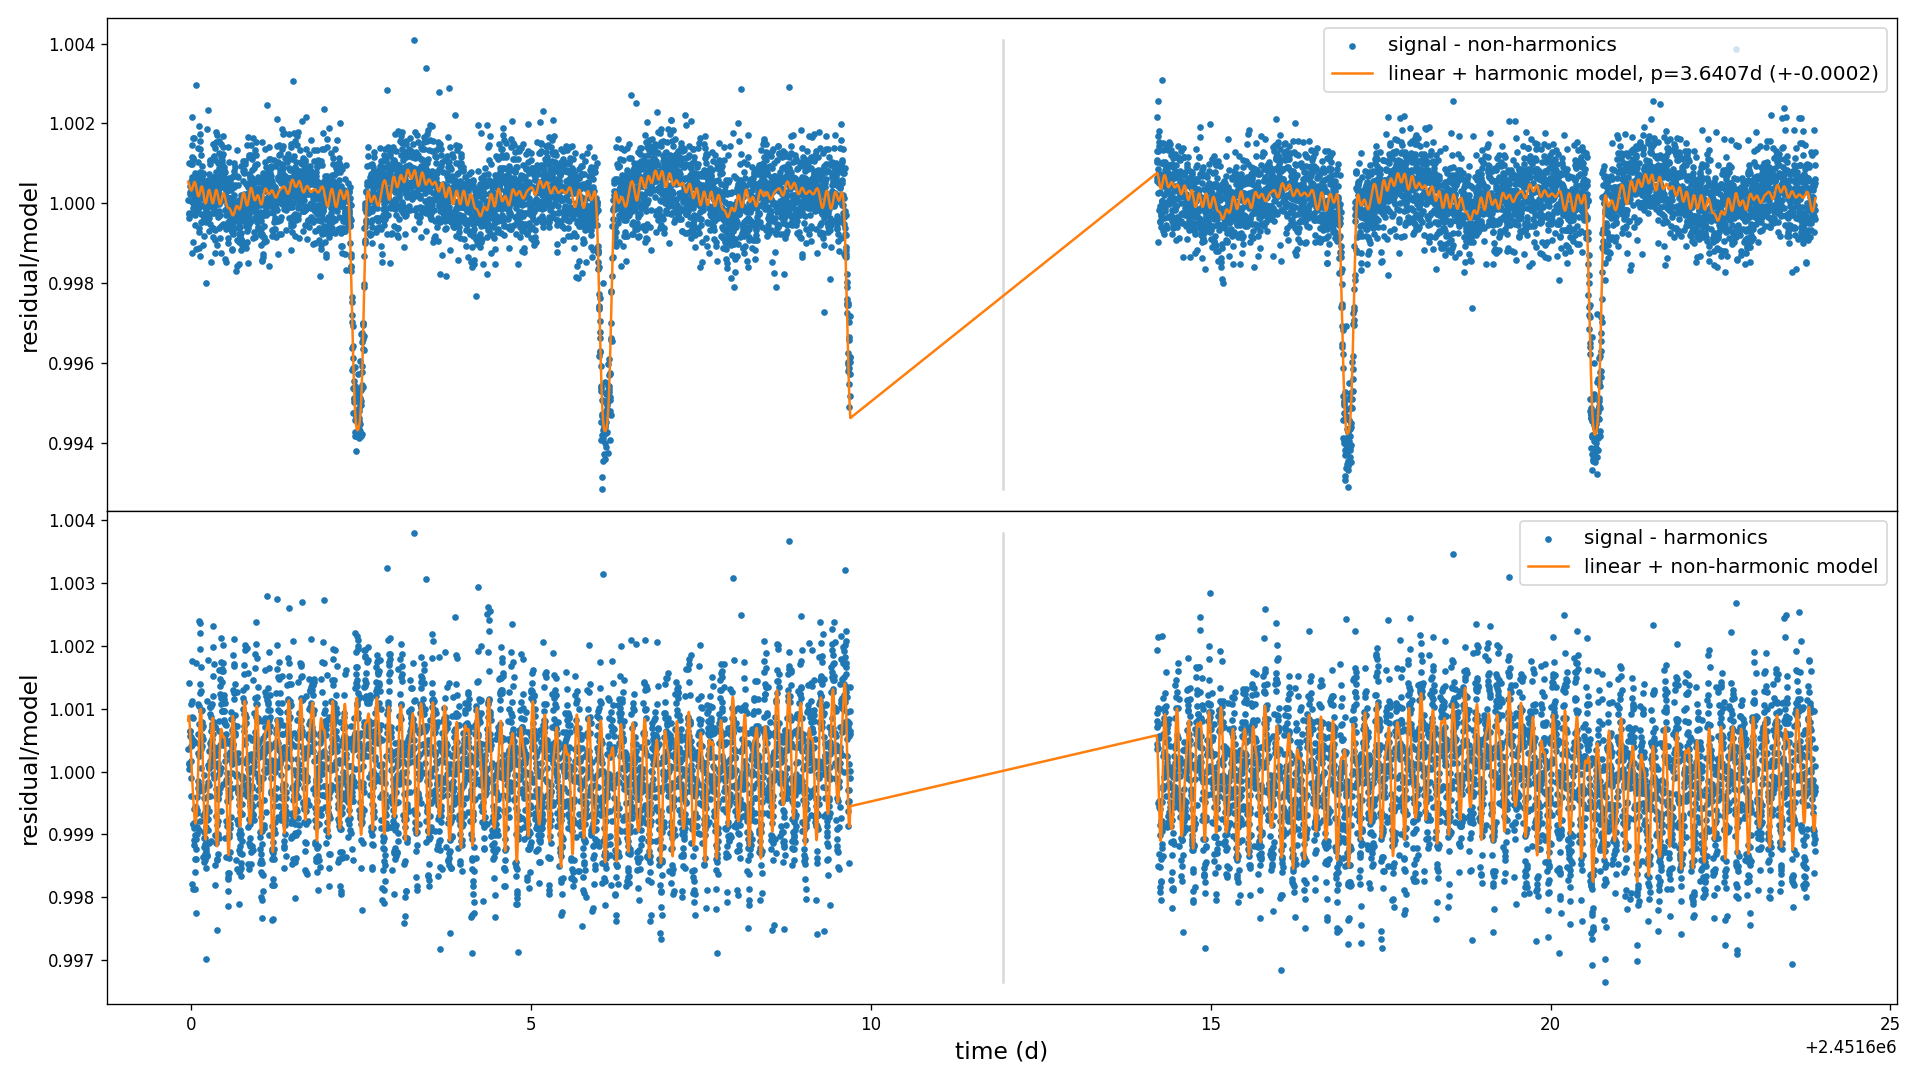 1.004
1.002
1.000
0.998
0.996
0.994
residual/model
signal - non-harmonics
linear + harmonic model, p=3.6407d (+-0.0002)
1.004
1.003
1.002
1.001
1.000
0.999
0.998
0.997
residual/model
signal - harmonics
linear + non-harmonic model
0
5
10
15
20
25
time (d)
+2.4516e6